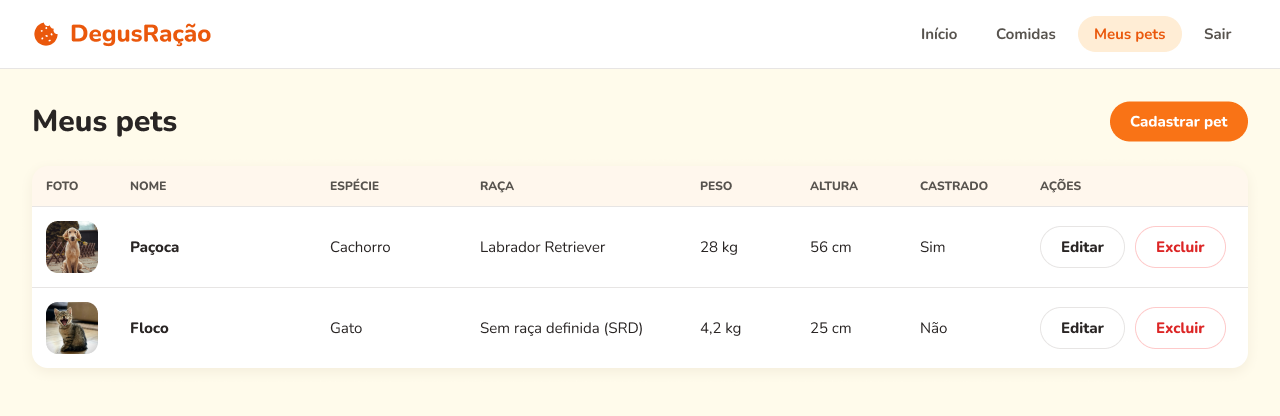 DegusRação
Início Comidas Meus pets Sair
Meus pets
Cadastrar pet
FOTO NOME ESPÉCIE RAÇA PESO ALTURA CASTRADO AÇÕES
Paçoca Cachorro Labrador Retriever 28 kg 56 cm Sim Editar Excluir
Floco Gato Sem raça definida (SRD) 4,2 kg 25 cm Não Editar Excluir